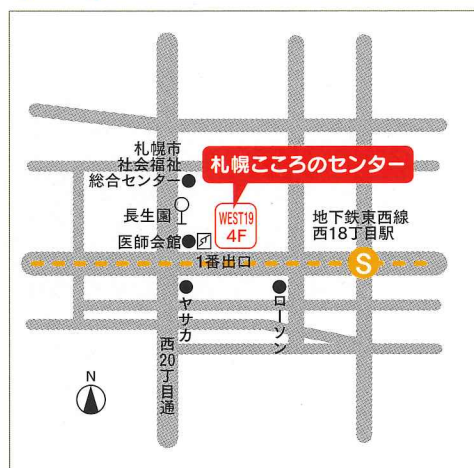 札幌市
社会福祉
総合センター
札幌こころのセンター
長生園
WEST19
4F
地下鉄東西線
西18丁目駅
医師会館
1番出口
S
ヤサカ
ローソン
西20丁目通
N